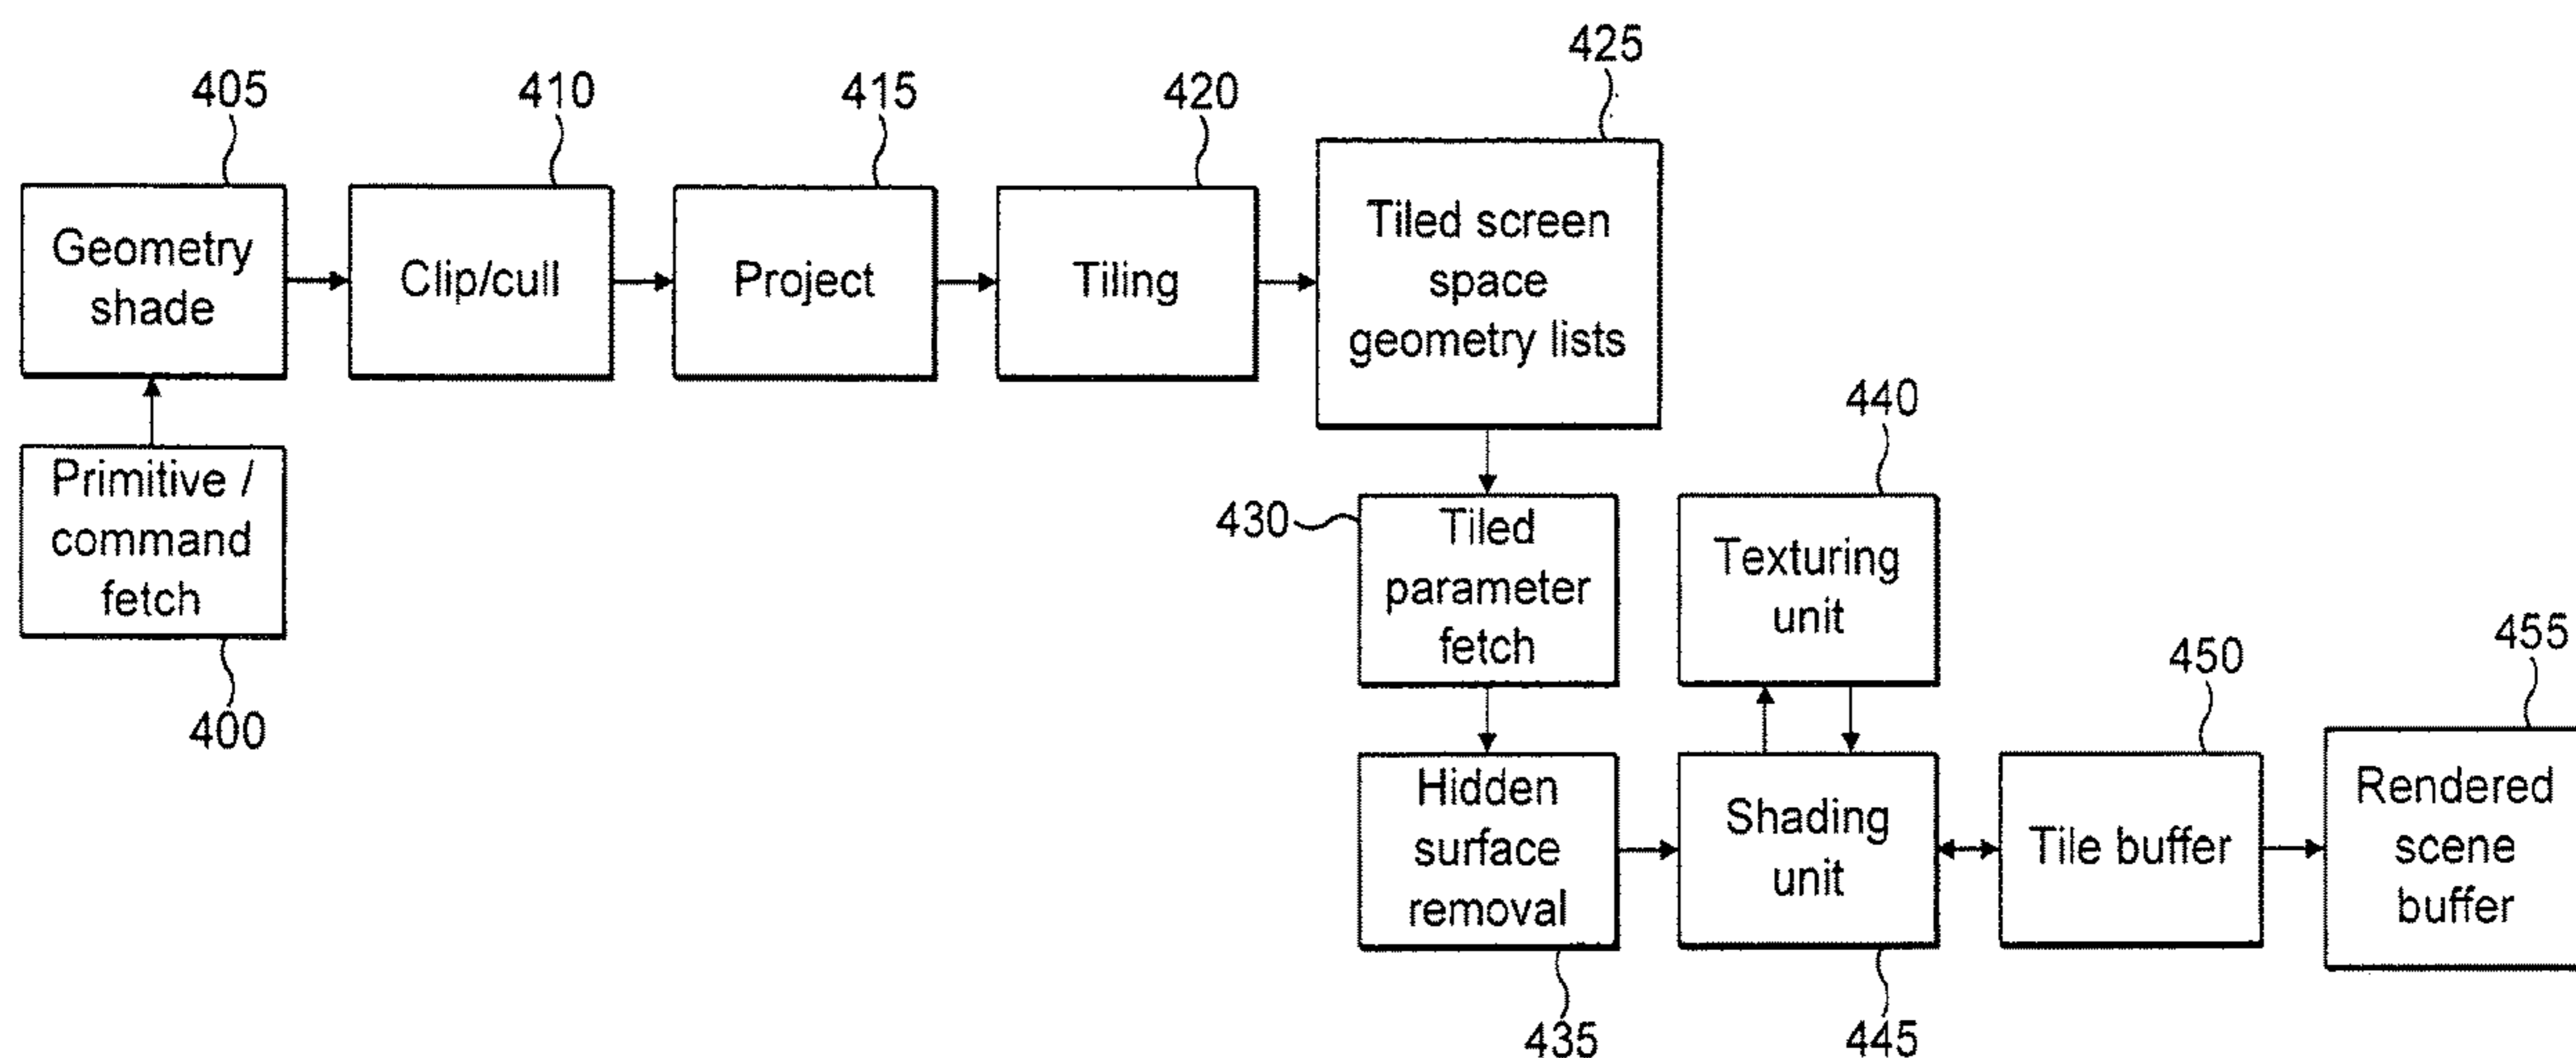 425
405
410
415
420
Geometry
shade
Clip/cull
Project
Tiling
Tiled screen
space
geometry lists
440
Primitive /
command
fetch
400
430
Tiled
parameter
fetch
Texturing
unit
450
455
Hidden
surface
removal
Shading
unit
Tile buffer
Rendered
scene
buffer
435
445